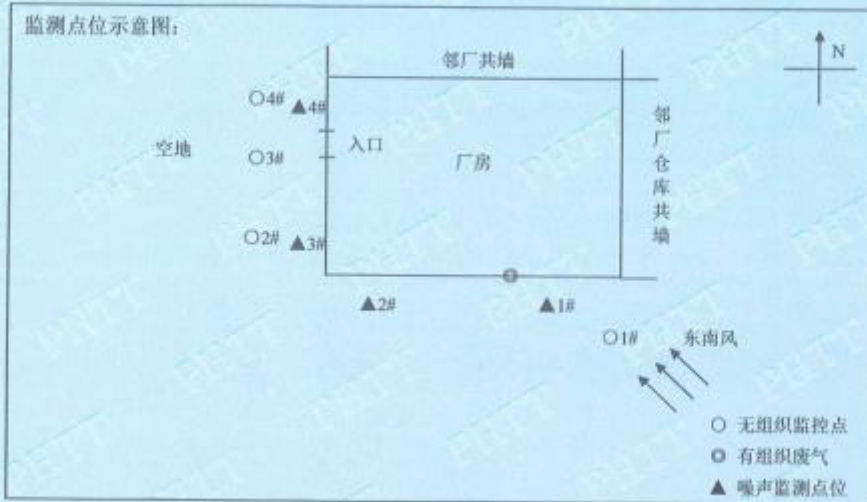 监测点位示意图:
邻厂共墙
N
○4#
▲4#
空地
○3#
入口
厂房
邻厂仓库共墙
○2#
▲3#
▲2#
▲1#
○1#
东南风
○ 无组织监控点
◎ 有组织废气
▲ 噪声监测点位
PHTT